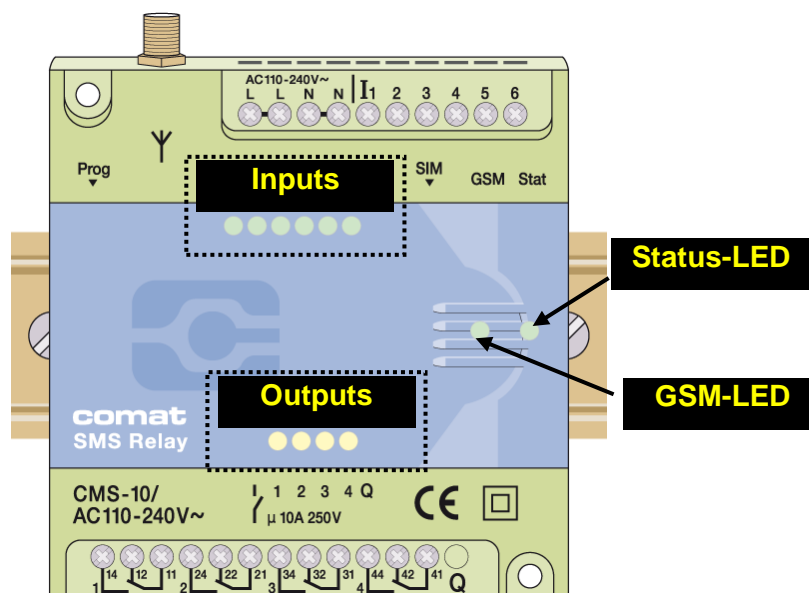 AC110-240V~
L L N N I1 2 3 4 5 6
Prog
SIM
GSM Stat
Inputs
Status-LED
GSM-LED
Outputs
comat
SMS Relay
CMS-10/
AC110-240V~
1 2 3 4 Q
µ 10A 250V
CE
14 12 11 24 22 21 34 32 31 44 42 41
1 2 3 4 Q